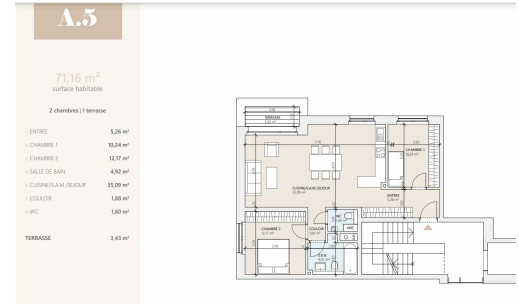 A.5
71,16 m²
surface habitable
2 chambres | 1 terrasse
ENTREE 5,26 m²
CHAMBRE 1 10,24 m²
CHAMBRE 2 12,17 m²
SALLE DE BAIN 4,92 m²
CUISINE/S.A.M./SEJOUR 35,09 m²
COULOIR 1,88 m²
WC 1,60 m²
TERRASSE 3,43 m²
TERRASSE
CHAMBRE 1
CUISINE/S.A.M./SEJOUR
ENTREE
WC
CHAMBRE 2
COULOIR
VMC
S.D.B.